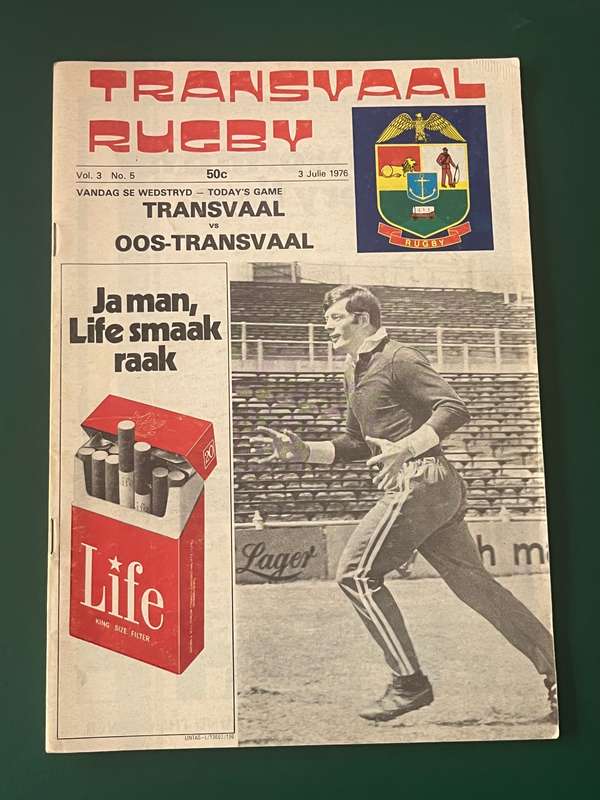 TRANSVAAL
RUGBY
Vol. 3 No. 5 50c 3 Julie 1976
VANDAG SE WEDSTRYD — TODAY'S GAME
TRANSVAAL
vs
OOS-TRANSVAAL
RUGBY
Ja man,
Life smaak
raak
20
Life
KING SIZE FILTER
Lager